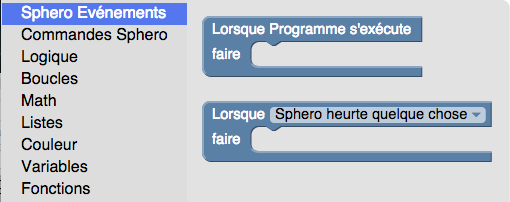 Sphero Evénements
Commandes Sphero
Logique
Boucles
Math
Listes
Couleur
Variables
Fonctions
Lorsque Programme s'exécute
faire
Lorsque Sphero heurte quelque chose
faire